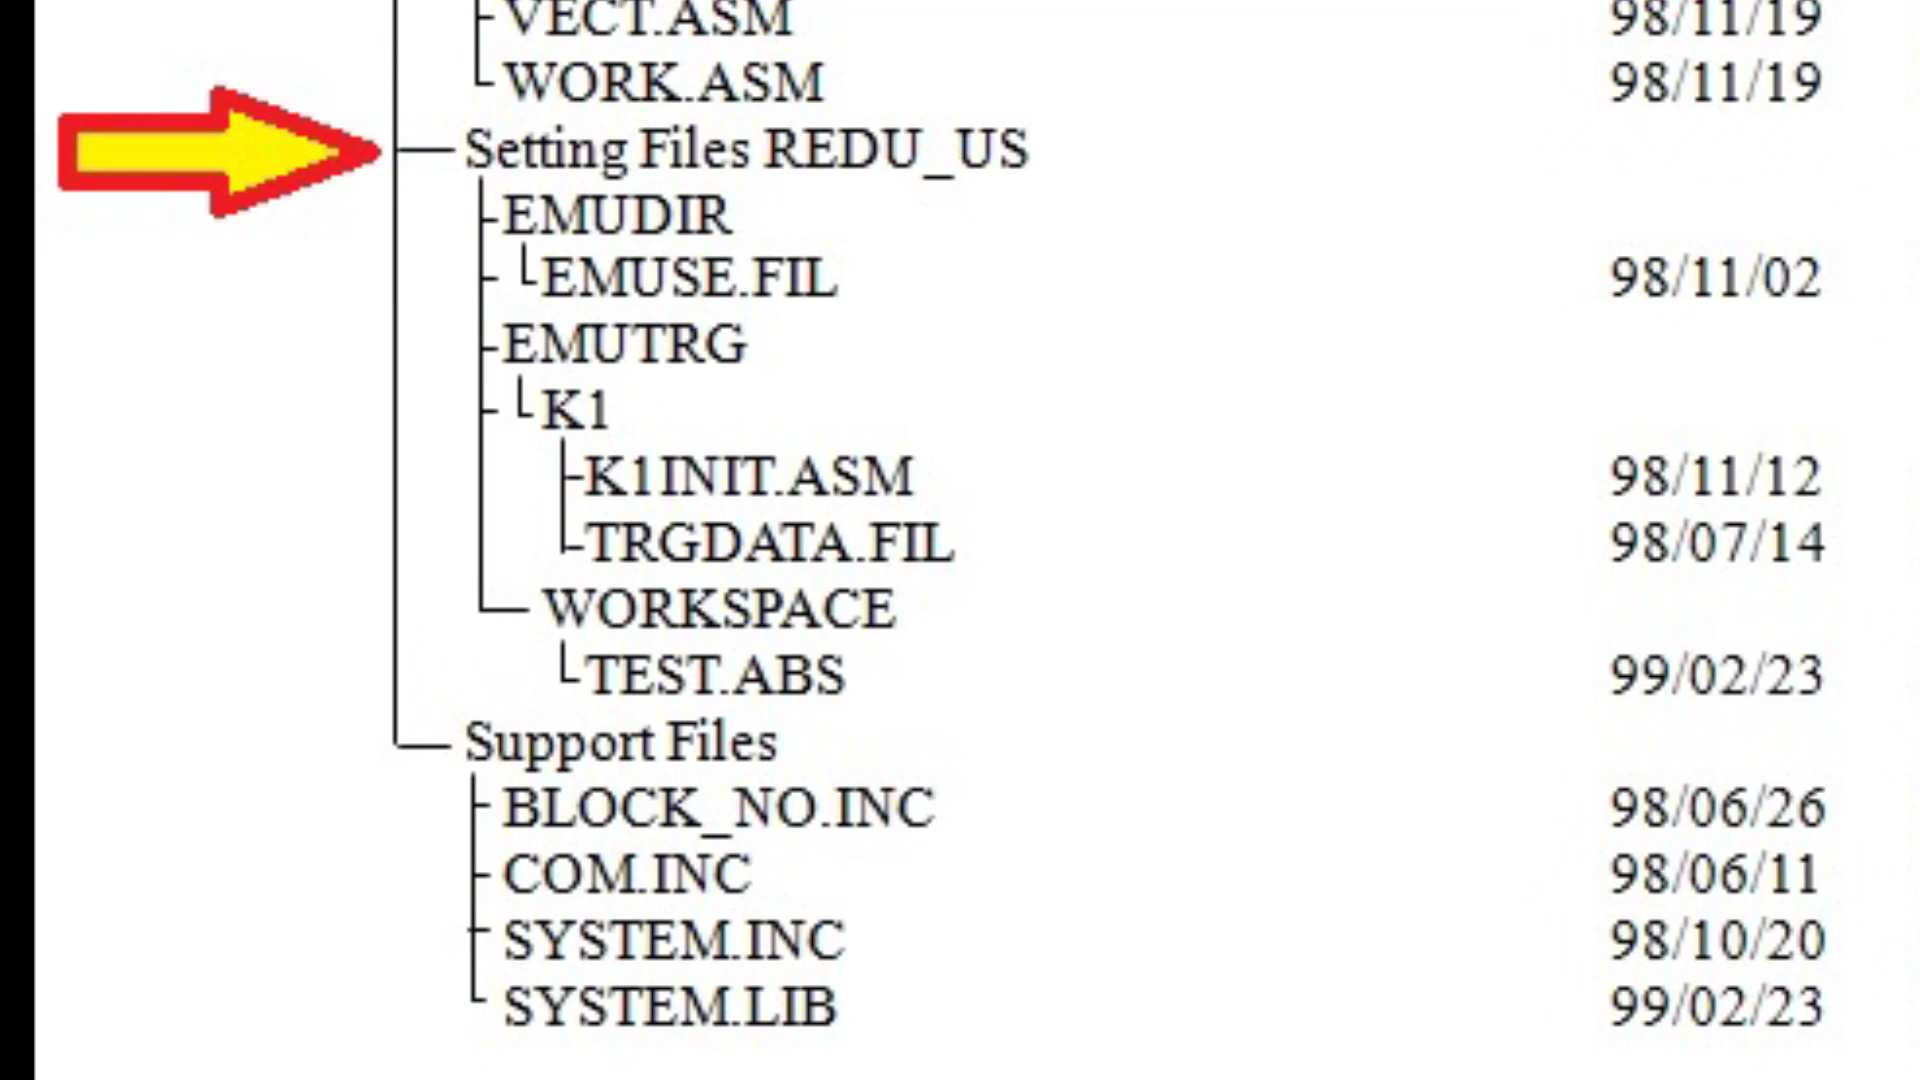 VECT.ASM 98/11/19
WORK.ASM 98/11/19
Setting Files REDU_US
EMUDIR
EMUSE.FIL 98/11/02
EMUTRG
K1
K1INIT.ASM 98/11/12
TRGDATA.FIL 98/07/14
WORKSPACE
TEST.ABS 99/02/23
Support Files
BLOCK_NO.INC 98/06/26
COM.INC 98/06/11
SYSTEM.INC 98/10/20
SYSTEM.LIB 99/02/23